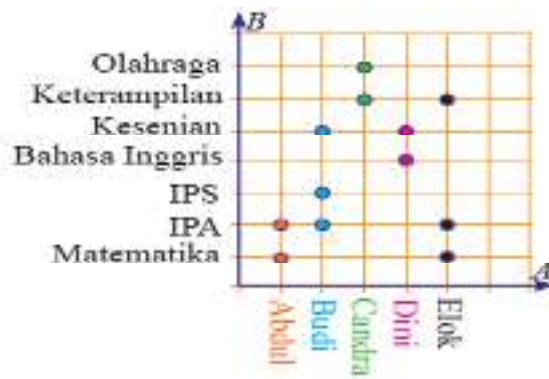 B
Olahraga
Keterampilan
Kesenian
Bahasa Inggris
IPS
IPA
Matematika
A
Abdul
Budi
Candra
Dini
Elok